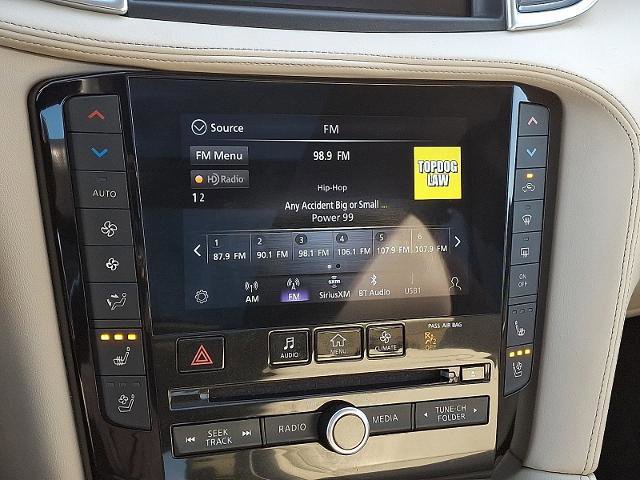 Source
FM
FM Menu
98.9 FM
HD Radio
1 2
Hip-Hop
Any Accident Big or Small ...
Power 99
TOPDOG
LAW
1 2 3 4 5 6
87.9 FM 90.1 FM 98.1 FM 106.1 FM 107.9 FM 107.9 FM
AM FM SiriusXM BT Audio USB1
AUTO
ON
OFF
PASS AIR BAG
OFF
AUDIO
MENU
CLIMATE
SEEK
TRACK
RADIO
MEDIA
TUNE·CH
FOLDER